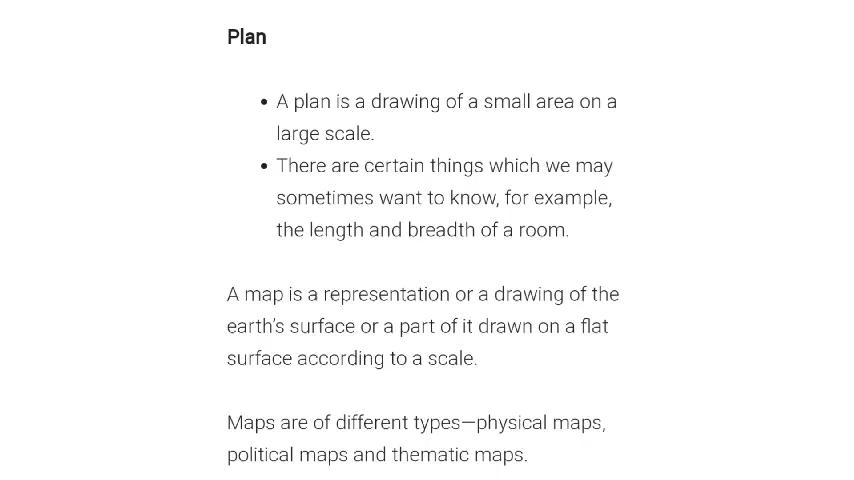 Plan
• A plan is a drawing of a small area on a
large scale.
• There are certain things which we may
sometimes want to know, for example,
the length and breadth of a room.
A map is a representation or a drawing of the
earth’s surface or a part of it drawn on a flat
surface according to a scale.
Maps are of different types—physical maps,
political maps and thematic maps.